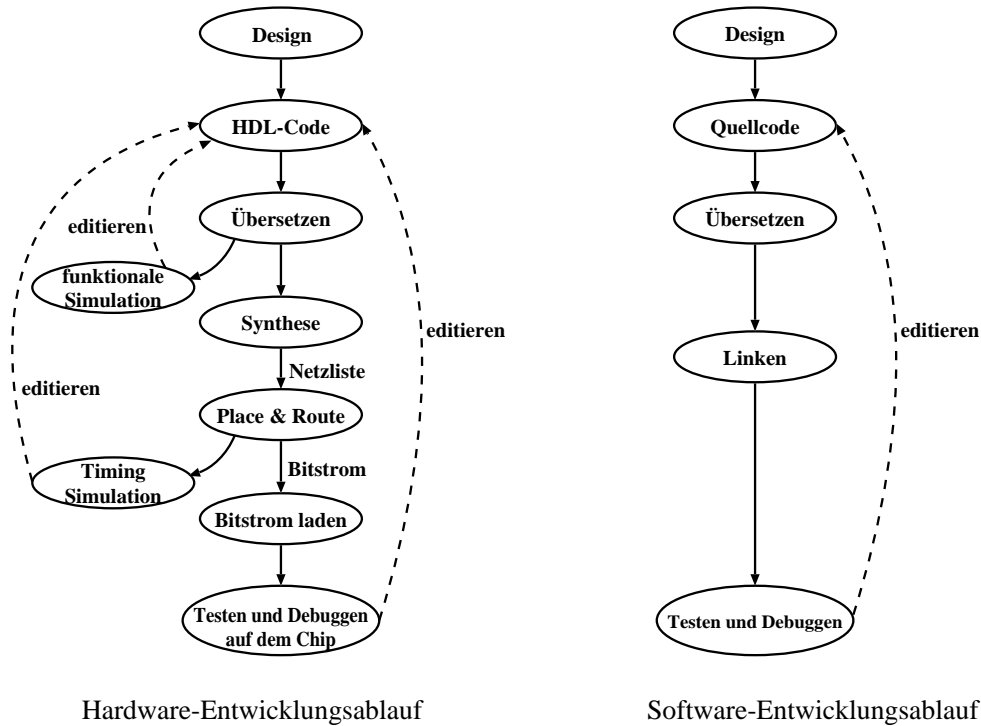 Design
HDL-Code
editieren
Übersetzen
funktionale
Simulation
Synthese
editieren
Netzliste
editieren
Place & Route
Timing
Simulation
Bitstrom
Bitstrom laden
Testen und Debuggen
auf dem Chip
Hardware-Entwicklungsablauf
Design
Quellcode
Übersetzen
editieren
Linken
Testen und Debuggen
Software-Entwicklungsablauf